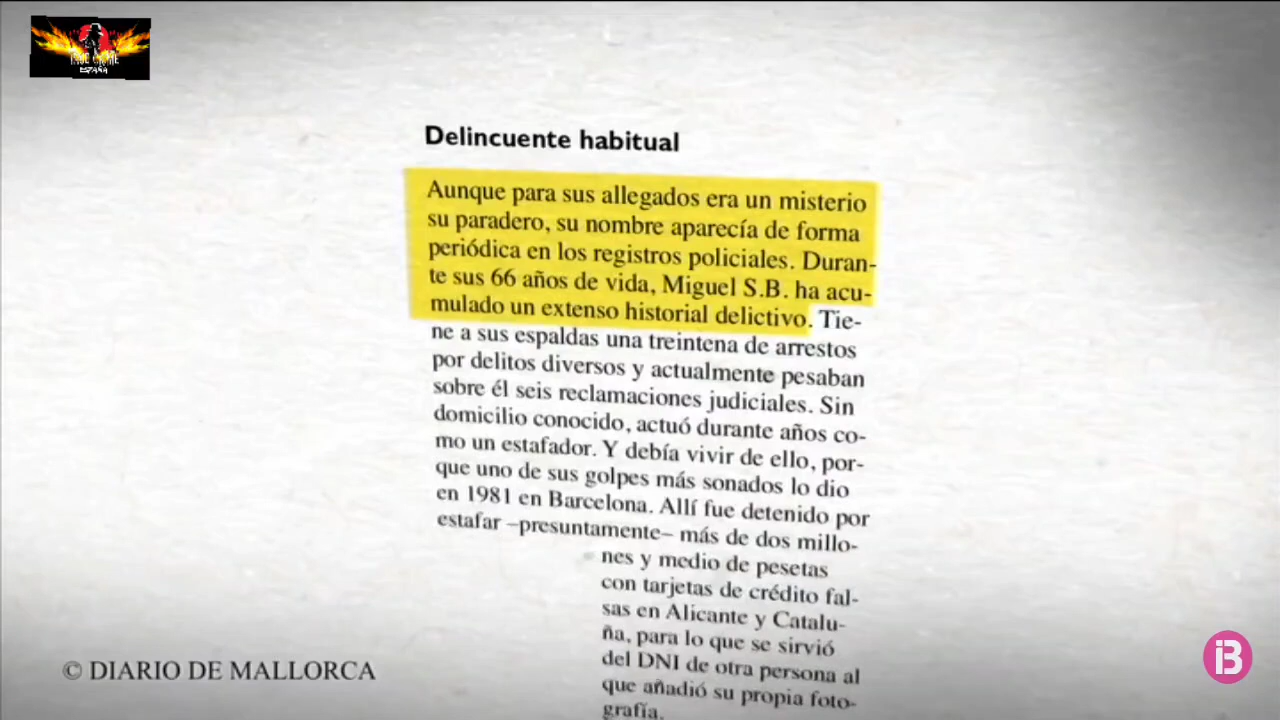 TRUE CRIME
ESPAÑA
Delincuente habitual
Aunque para sus allegados era un misterio
su paradero, su nombre aparecía de forma
periódica en los registros policiales. Duran-
te sus 66 años de vida, Miguel S.B. ha acu-
mulado un extenso historial delictivo. Tie-
ne a sus espaldas una treintena de arrestos
por delitos diversos y actualmente pesaban
sobre él seis reclamaciones judiciales. Sin
domicilio conocido, actuó durante años co-
mo un estafador. Y debía vivir de ello, por-
que uno de sus golpes más sonados lo dio
en 1981 en Barcelona. Allí fue detenido por
estafar –presuntamente– más de dos millo-
nes y medio de pesetas
con tarjetas de crédito fal-
sas en Alicante y Catalu-
ña, para lo que se sirvió
del DNI de otra persona al
que añadió su propia foto-
grafía.
© DIARIO DE MALLORCA
IB